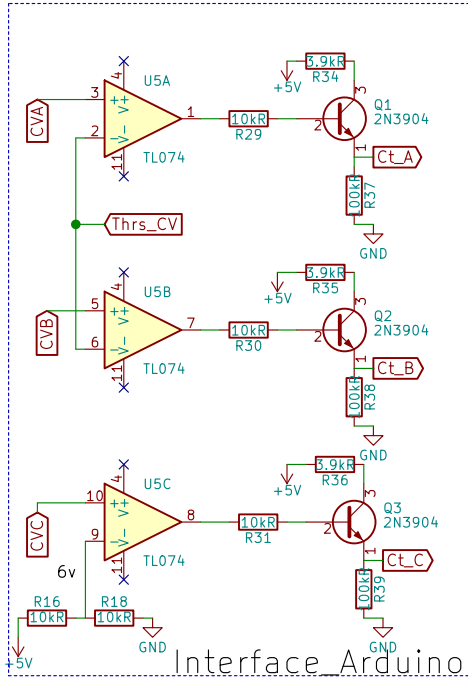 3.9kR
R34
+5V
4
U5A
3
CVA
+
V+
1
10kR
R29
Q1
2N3904
3
2
1
2
V-
11
TL074
Ct_A
100kR
R37
GND
Thrs_CV
3.9kR
R35
+5V
4
U5B
5
CVB
+
V+
7
10kR
R30
Q2
2N3904
3
2
1
6
V-
11
TL074
Ct_B
100kR
R38
GND
3.9kR
R36
+5V
4
U5C
10
CVC
+
V+
8
10kR
R31
Q3
2N3904
3
2
1
9
V-
11
TL074
Ct_C
100kR
R39
GND
6v
R16
10kR
R18
10kR
+5V
GND
Interface_Arduino